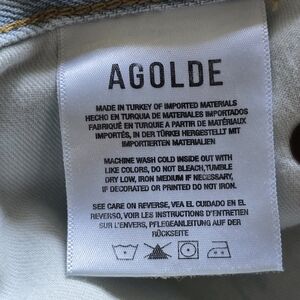 AGOLDE
MADE IN TURKEY OF IMPORTED MATERIALS
HECHO EN TURQUIA DE MATERIALES IMPORTADOS
FABRIQUÉ EN TURQUIE A PARTIR DE MATÉRIAUX
IMPORTÉS, IN DER TÜRKEI HERGESTELLT MIT
IMPORTIERTEN MATERIALIEN
MACHINE WASH COLD INSIDE OUT WITH
LIKE COLORS, DO NOT BLEACH,TUMBLE
DRY LOW, IRON MEDIUM IF NECESSARY,
IF DECORATED OR PRINTED DO NOT IRON.
SEE CARE ON REVERSE, VEA EL CUIDADO EN EL
REVERSO, VOIR LES INSTRUCTIONS D'ENTRETIEN
SUR L'ENVERS, PFLEGEANLEITUNG AUF DER
RÜCKSEITE